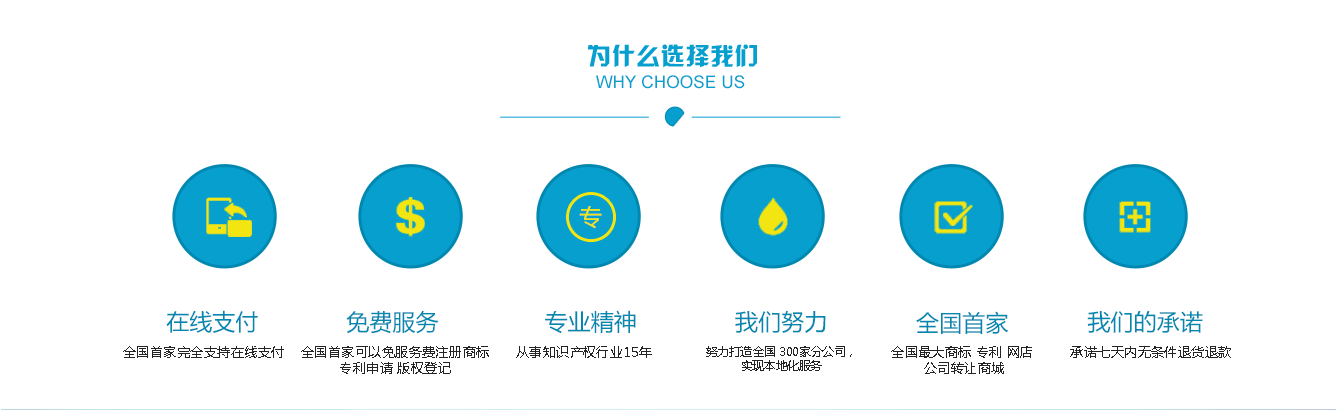 为什么选择我们
WHY CHOOSE US
$
专
在线支付
免费服务
专业精神
我们努力
全国首家
我们的承诺
全国首家完全支持在线支付
全国首家可以免服务费注册商标
专利申请 版权登记
从事知识产权行业15年
努力打造全国 300家分公司，
实现本地化服务
全国最大商标 专利 网店
公司转让商城
承诺七天内无条件退货退款